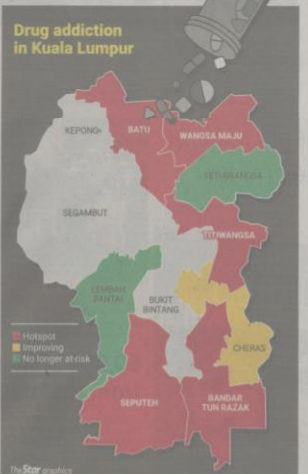 Drug addiction
in Kuala Lumpur
KEPONG
BATU
WANGSA MAJU
SETIAWANGSA
SEGAMBUT
TITIWANGSA
LEMBAH
PANTAI
BUKIT
BINTANG
Hotspot
Improving
No longer at-risk
CHERAS
SEPUTEH
BANDAR
TUN RAZAK
TheStar graphics